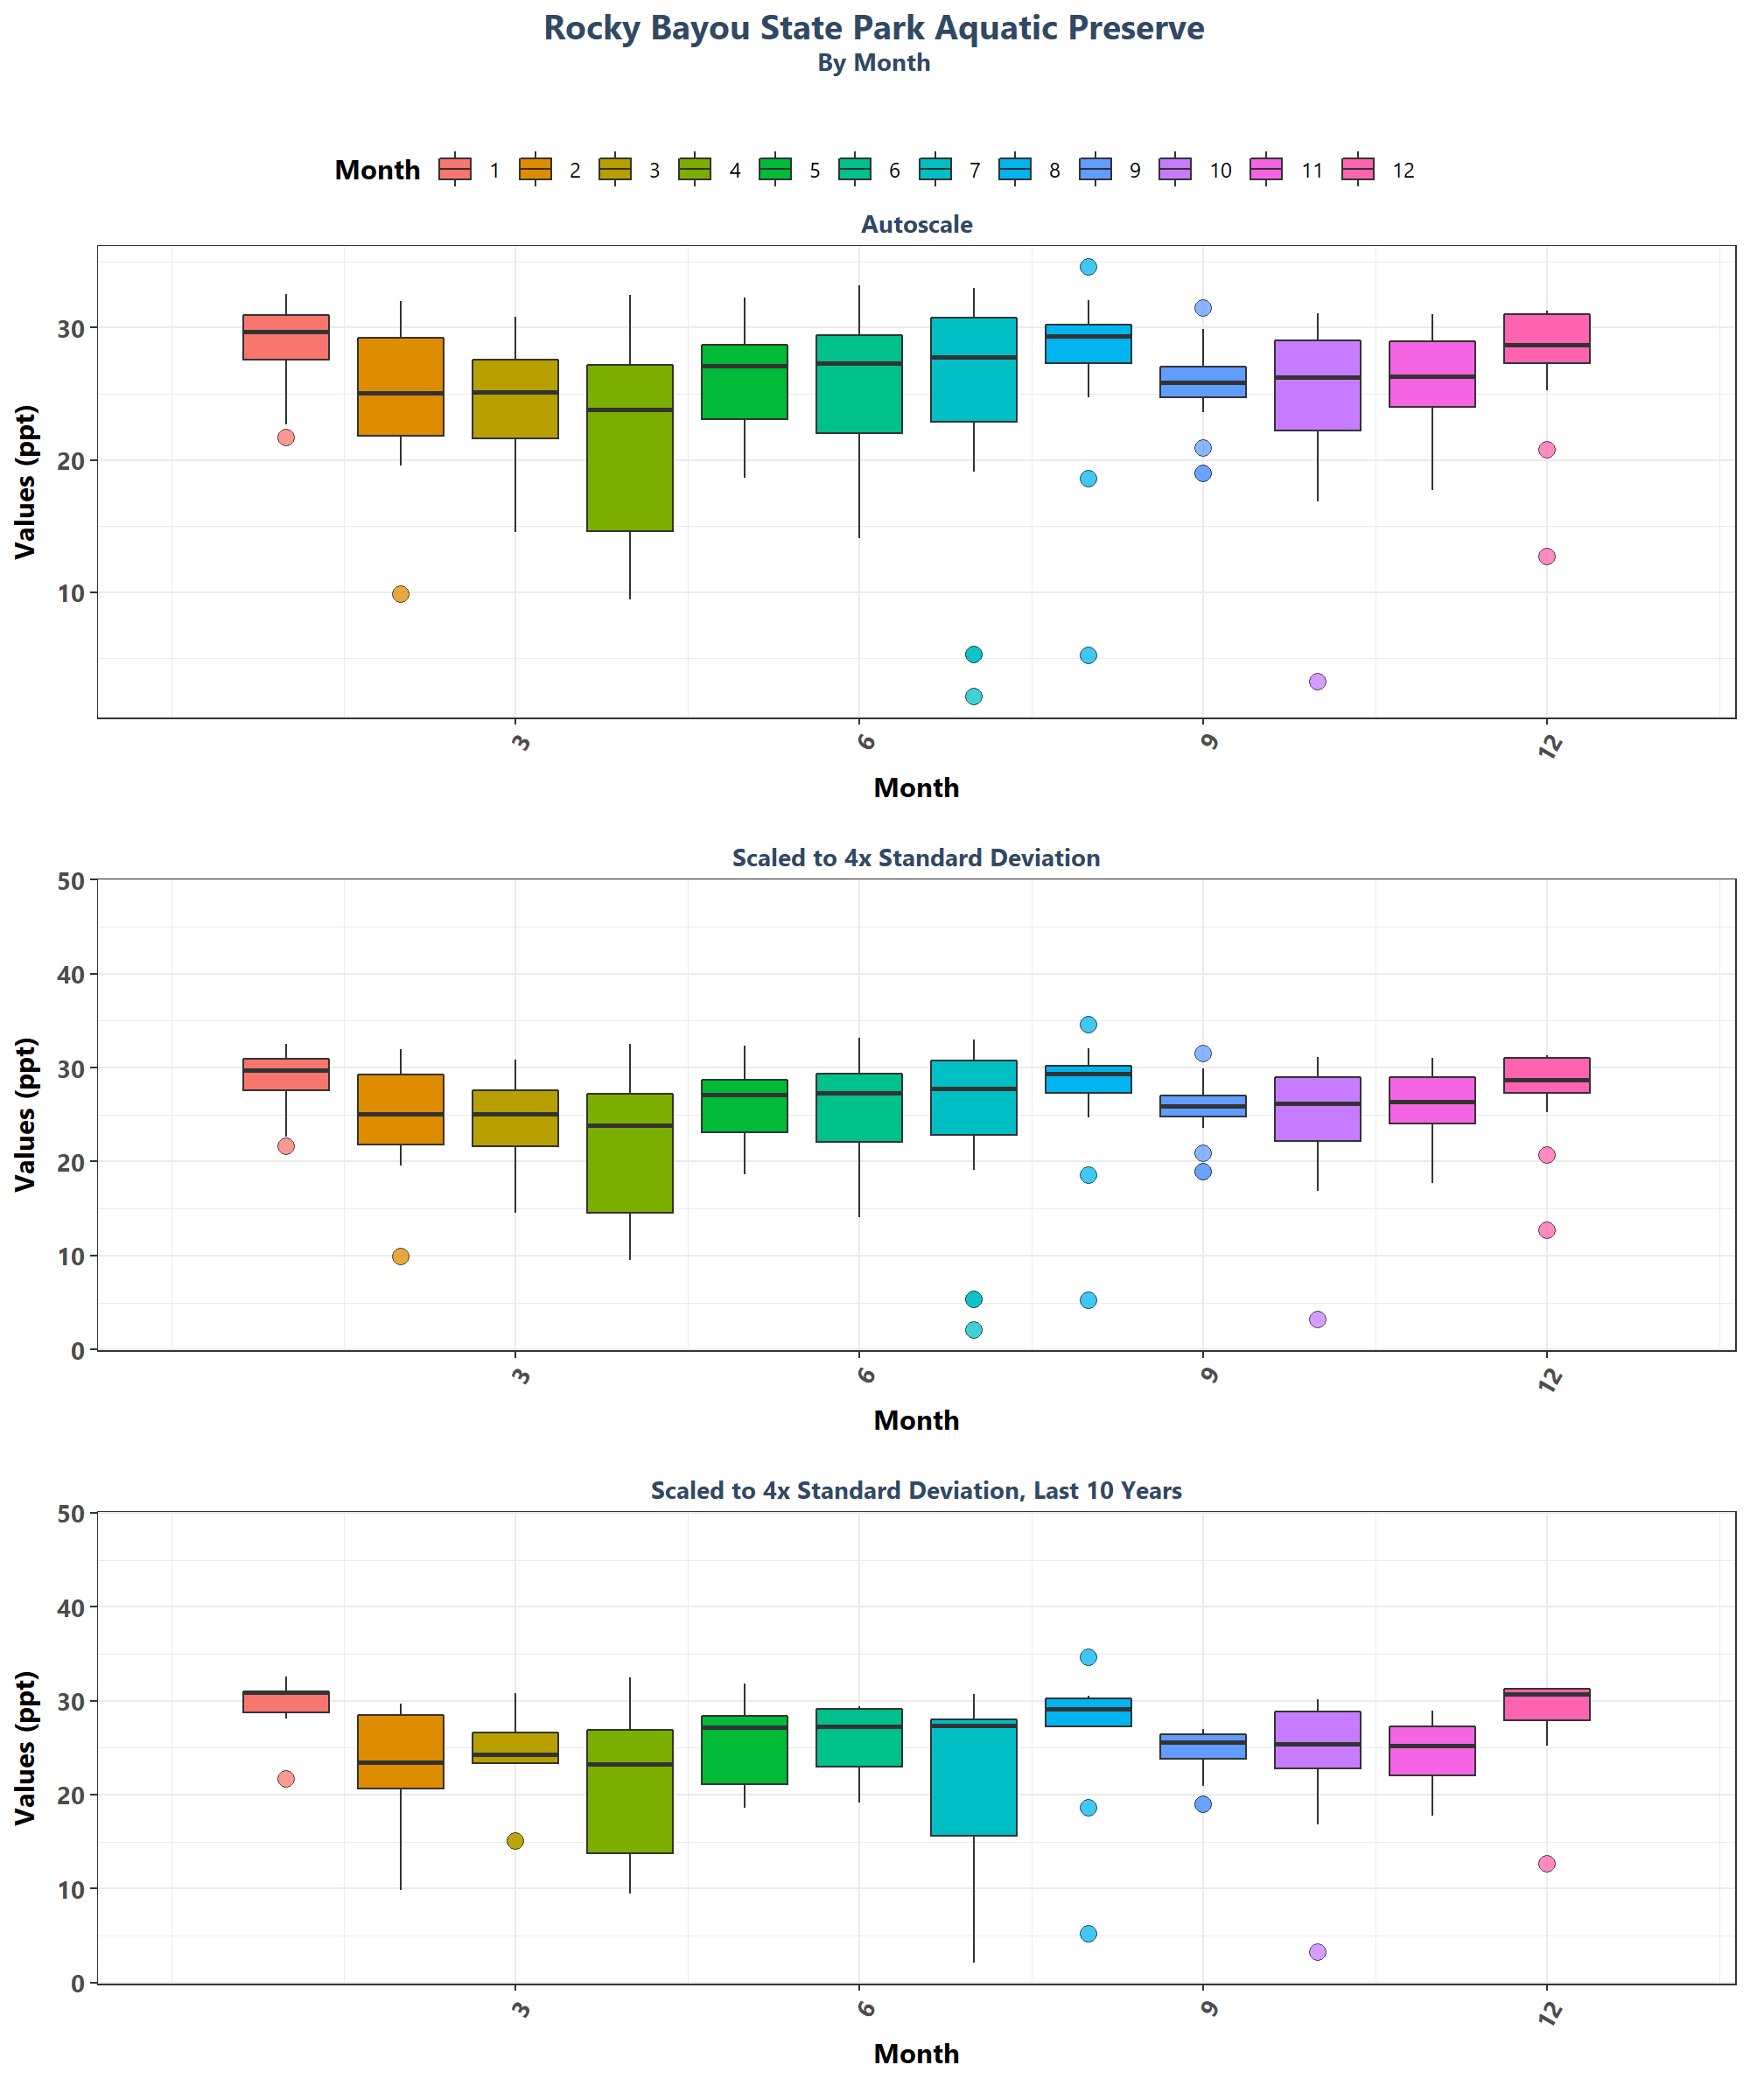 Rocky Bayou State Park Aquatic Preserve
By Month
Month 1 2 3 4 5 6 7 8 9 10 11 12
Autoscale
Values (ppt)
30
20
10
3 6 9 12
Month
Scaled to 4x Standard Deviation
Values (ppt)
50
40
30
20
10
0
3 6 9 12
Month
Scaled to 4x Standard Deviation, Last 10 Years
Values (ppt)
50
40
30
20
10
0
3 6 9 12
Month